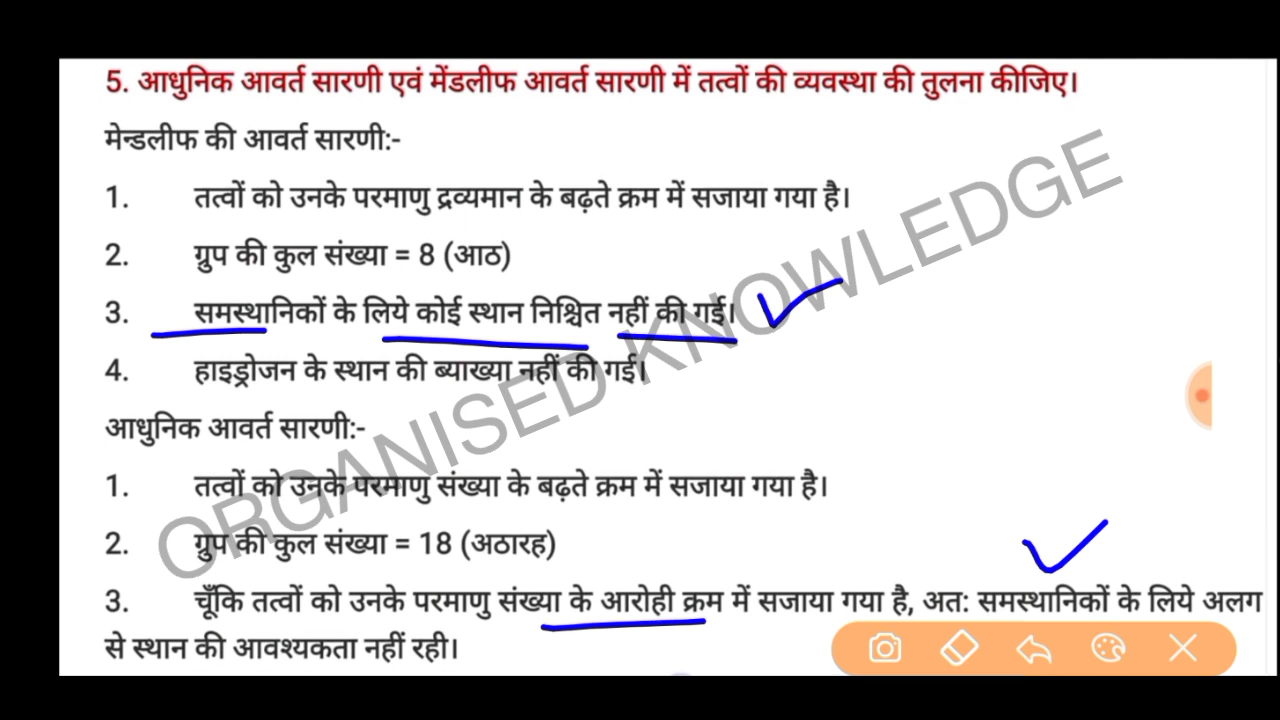 5. आधुनिक आवर्त सारणी एवं मेंडलीफ आवर्त सारणी में तत्वों की व्यवस्था की तुलना कीजिए।
मेन्डलीफ की आवर्त सारणी:-
1. तत्वों को उनके परमाणु द्रव्यमान के बढ़ते क्रम में सजाया गया है।
2. ग्रुप की कुल संख्या = 8 (आठ)
3. समस्थानिकों के लिये कोई स्थान निश्चित नहीं की गई।
4. हाइड्रोजन के स्थान की ब्याख्या नहीं की गई।
आधुनिक आवर्त सारणी:-
1. तत्वों को उनके परमाणु संख्या के बढ़ते क्रम में सजाया गया है।
2. ग्रुप की कुल संख्या = 18 (अठारह)
3. चूँकि तत्वों को उनके परमाणु संख्या के आरोही क्रम में सजाया गया है, अत: समस्थानिकों के लिये अलग
से स्थान की आवश्यकता नहीं रही।
ORGANISED KNOWLEDGE